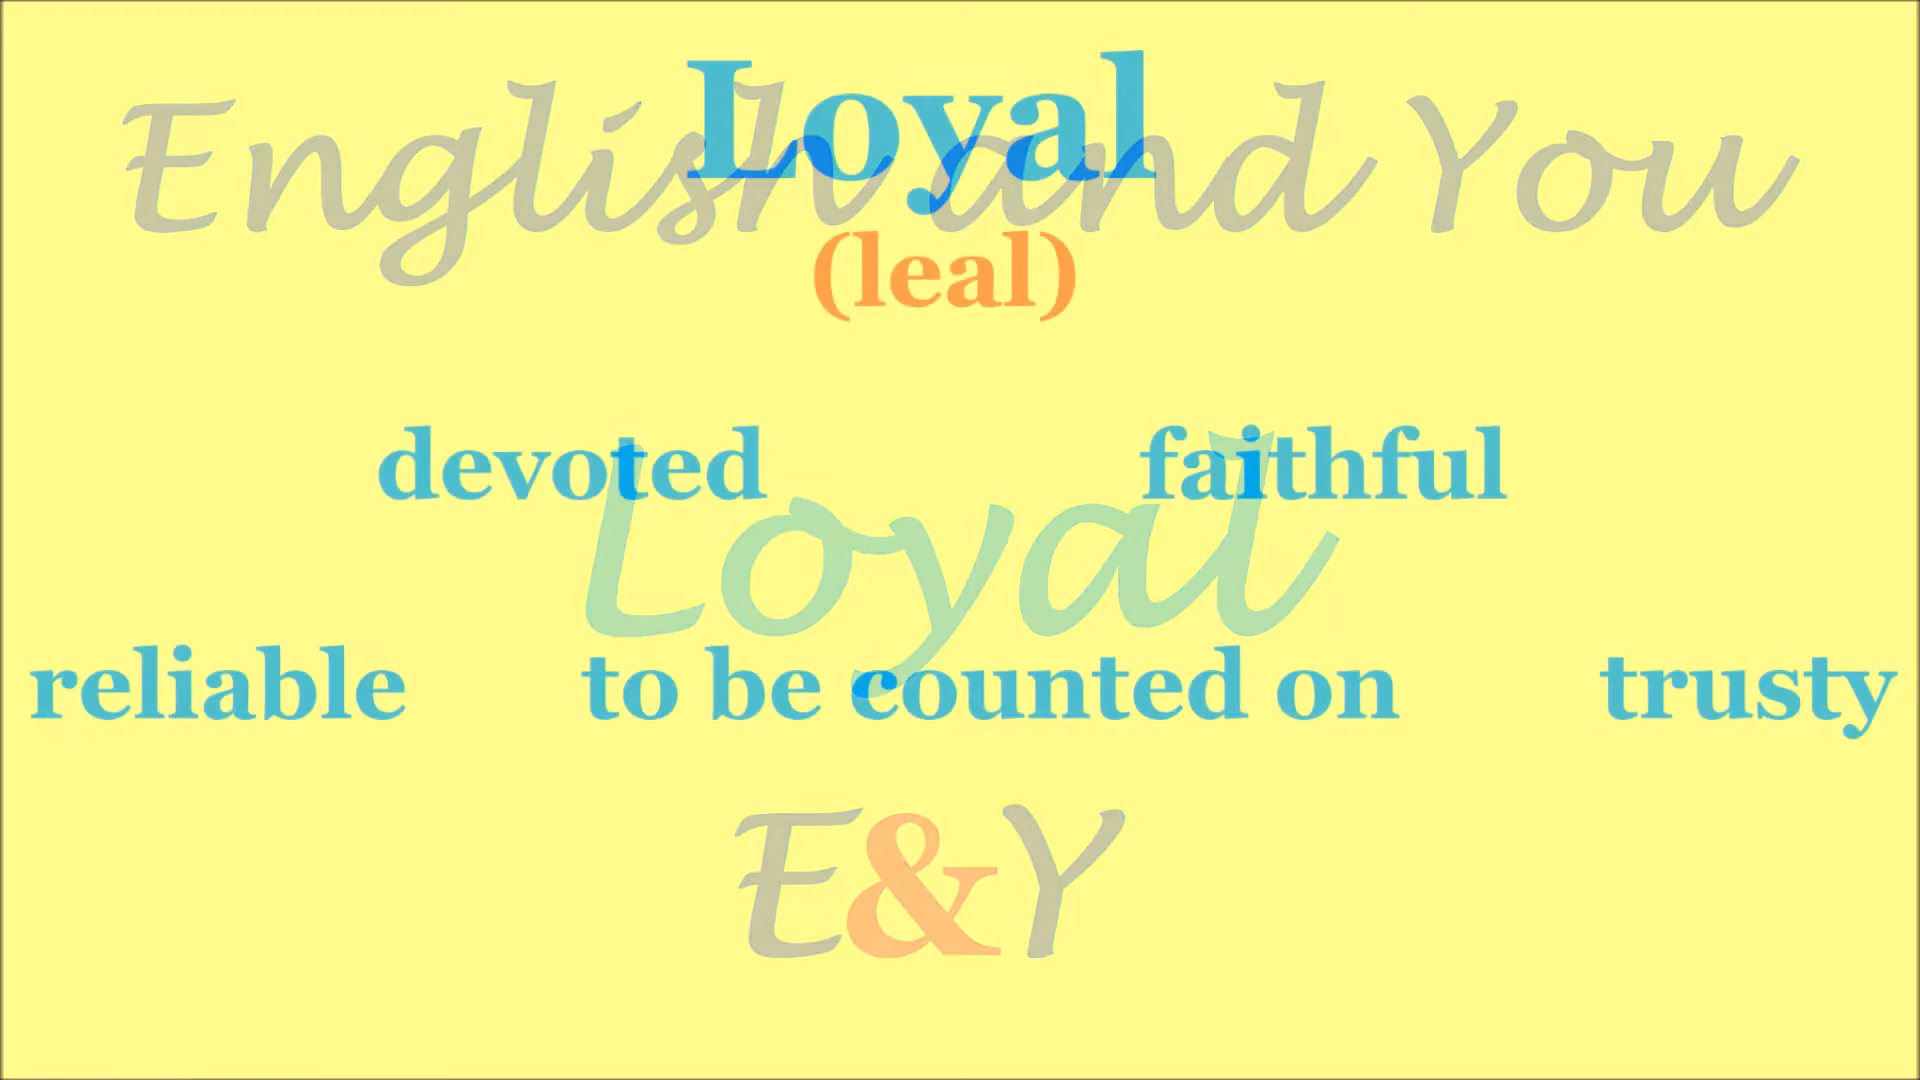 Loyal
English and You
(leal)
devoted faithful
Loyal
reliable to be counted on trusty
E&Y